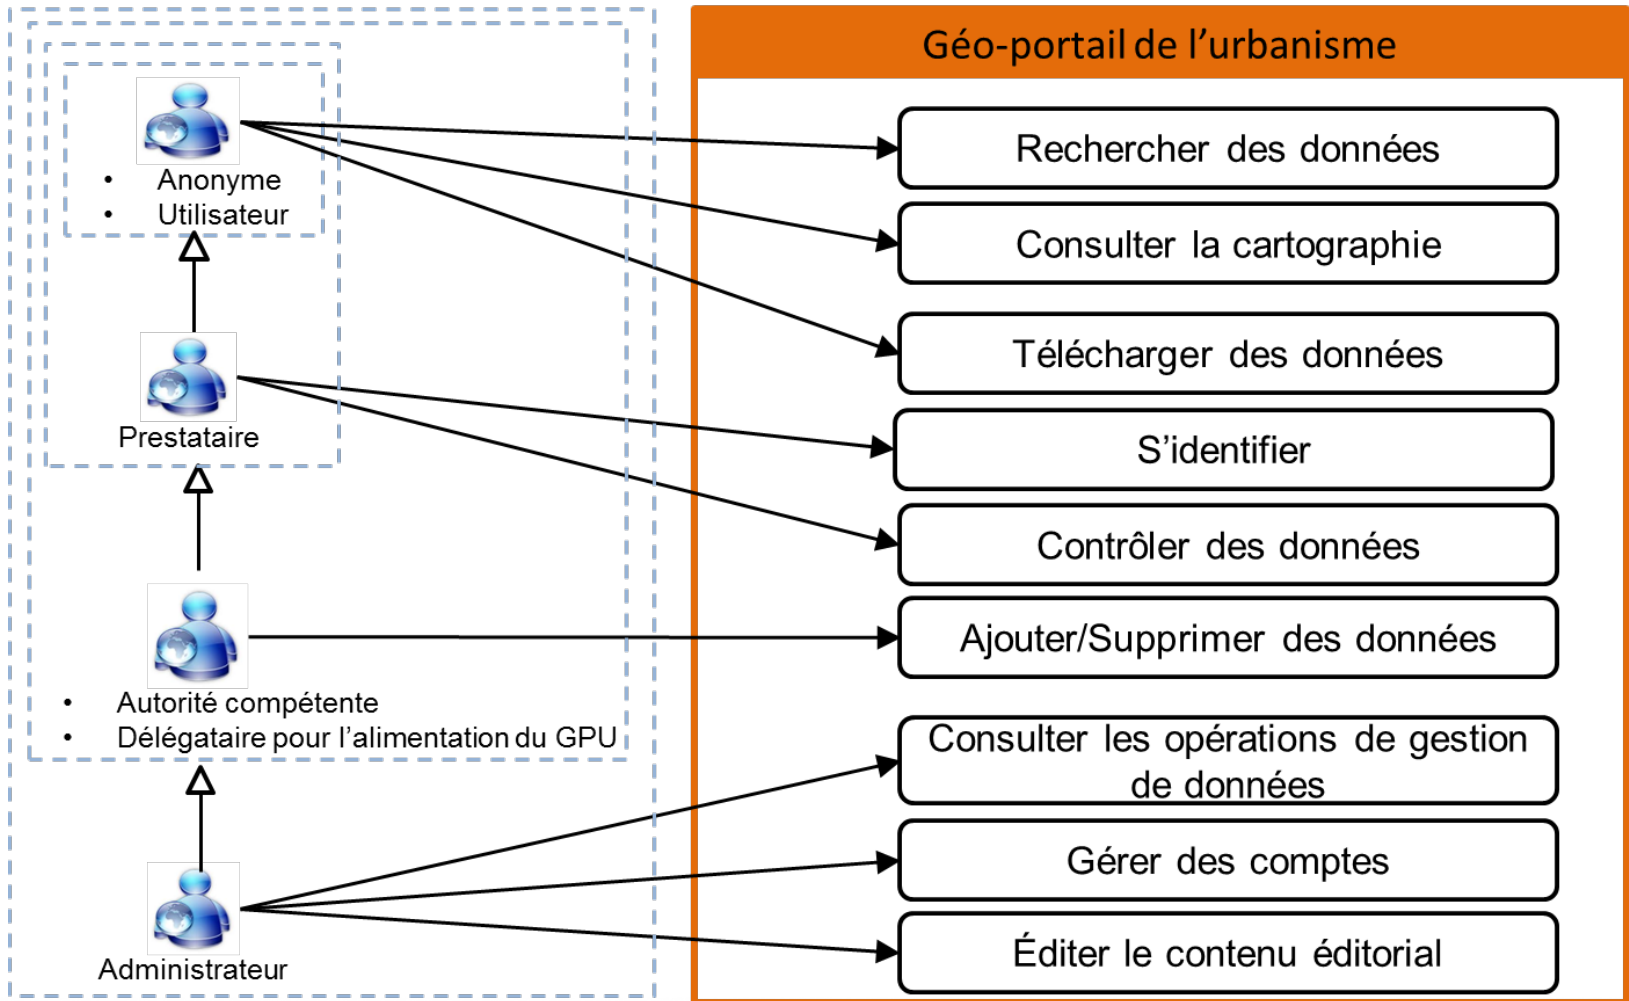 Géo-portail de l’urbanisme
• Anonyme
• Utilisateur
Prestataire
• Autorité compétente
• Délégataire pour l’alimentation du GPU
Administrateur
Rechercher des données
Consulter la cartographie
Télécharger des données
S’identifier
Contrôler des données
Ajouter/Supprimer des données
Consulter les opérations de gestion
de données
Gérer des comptes
Éditer le contenu éditorial